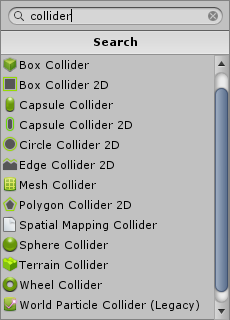 collider
Search
Box Collider
Box Collider 2D
Capsule Collider
Capsule Collider 2D
Circle Collider 2D
Edge Collider 2D
Mesh Collider
Polygon Collider 2D
Spatial Mapping Collider
Sphere Collider
Terrain Collider
Wheel Collider
World Particle Collider (Legacy)